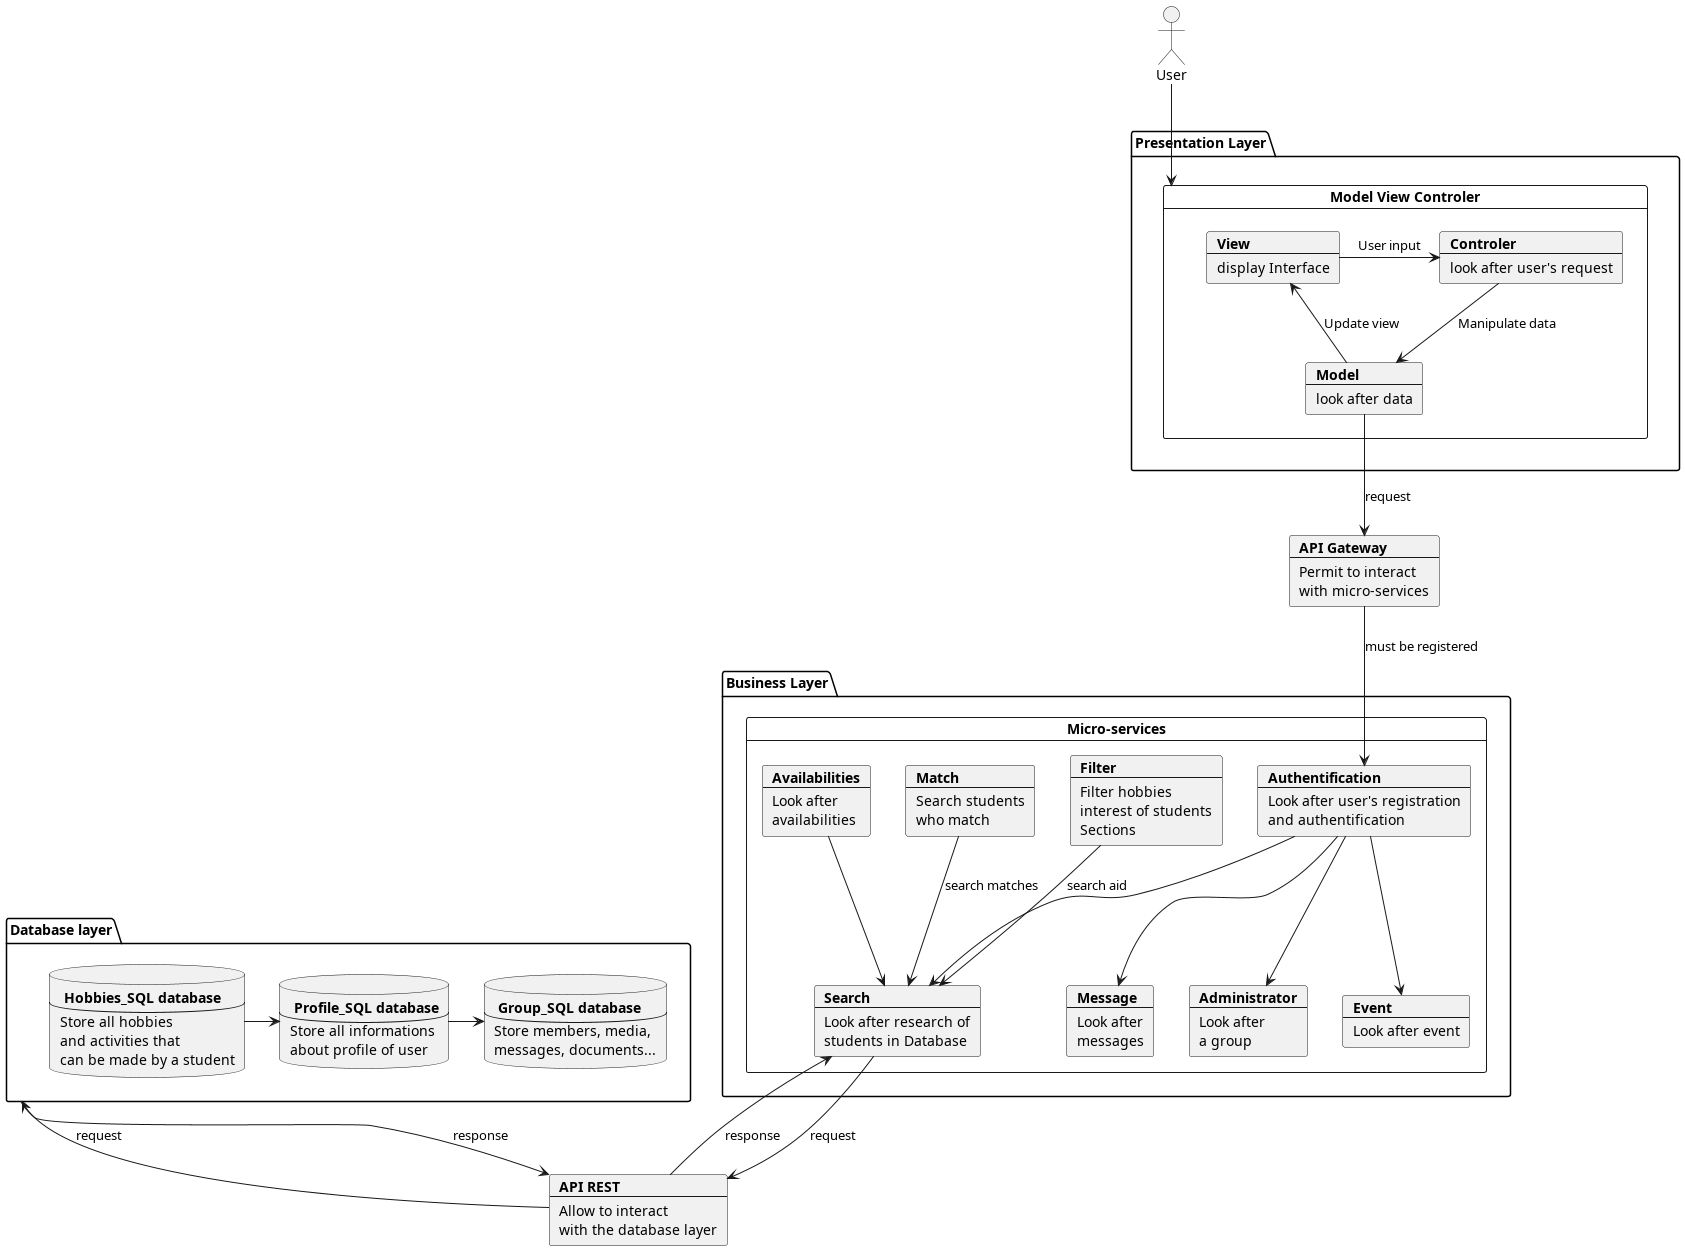 User
Presentation Layer
Model View Controler
View
display Interface
User input
Controler
look after user's request
Update view
Manipulate data
Model
look after data
request
API Gateway
Permit to interact
with micro-services
must be registered
Business Layer
Micro-services
Availabilities
Look after
availabilities
Match
Search students
who match
Filter
Filter hobbies
interest of students
Sections
Authentification
Look after user's registration
and authentification
search matches
search aid
Search
Look after research of
students in Database
Message
Look after
messages
Administrator
Look after
a group
Event
Look after event
Database layer
Hobbies_SQL database
Store all hobbies
and activities that
can be made by a student
Profile_SQL database
Store all informations
about profile of user
Group_SQL database
Store members, media,
messages, documents...
request
response
response
request
API REST
Allow to interact
with the database layer